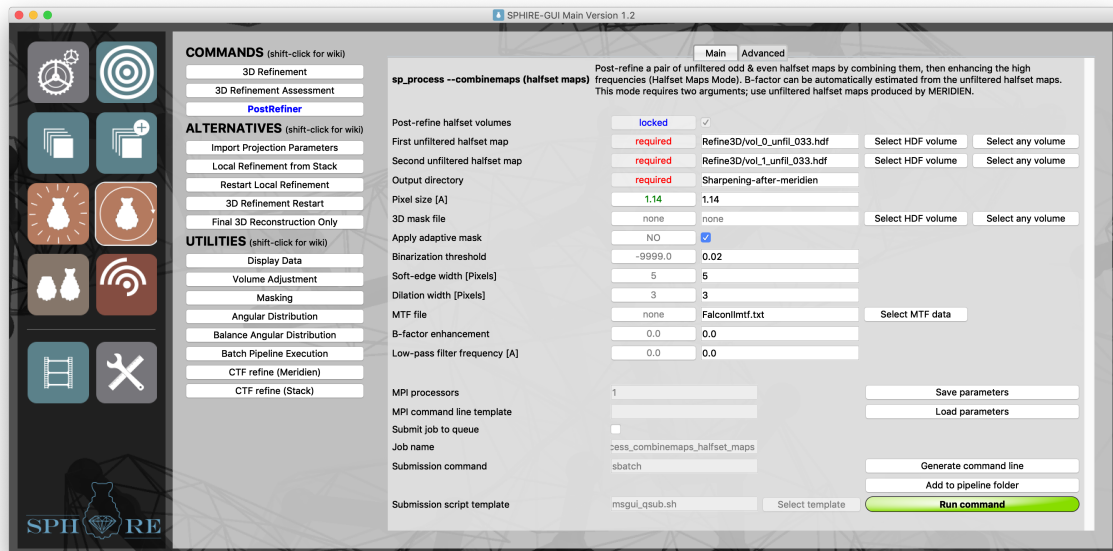 SPHIRE-GUI Main Version 1.2
COMMANDS (shift-click for wiki)
3D Refinement
3D Refinement Assessment
PostRefiner
ALTERNATIVES (shift-click for wiki)
Import Projection Parameters
Local Refinement from Stack
Restart Local Refinement
3D Refinement Restart
Final 3D Reconstruction Only
UTILITIES (shift-click for wiki)
Display Data
Volume Adjustment
Masking
Angular Distribution
Balance Angular Distribution
Batch Pipeline Execution
CTF refine (Meridien)
CTF refine (Stack)
SPHIRE
Main Advanced
sp_process --combinemaps (halfset maps)
Post-refine a pair of unfiltered odd & even halfset maps by combining them, then enhancing the high
frequencies (Halfset Maps Mode). B-factor can be automatically estimated from the unfiltered halfset maps.
This mode requires two arguments; use unfiltered halfset maps produced by MERIDIEN.
Post-refine halfset volumes locked
First unfiltered halfset map required Refine3D/vol_0_unfil_033.hdf Select HDF volume Select any volume
Second unfiltered halfset map required Refine3D/vol_1_unfil_033.hdf Select HDF volume Select any volume
Output directory required Sharpening-after-meridien
Pixel size [A] 1.14 1.14
3D mask file none none Select HDF volume Select any volume
Apply adaptive mask NO
Binarization threshold -9999.0 0.02
Soft-edge width [Pixels] 5 5
Dilation width [Pixels] 3 3
MTF file none FalconIImtf.txt Select MTF data
B-factor enhancement 0.0 0.0
Low-pass filter frequency [A] 0.0 0.0
MPI processors 1 Save parameters
MPI command line template Load parameters
Submit job to queue
Job name cess_combinemaps_halfset_maps
Submission command sbatch Generate command line
Add to pipeline folder
Submission script template msgui_qsub.sh Select template Run command